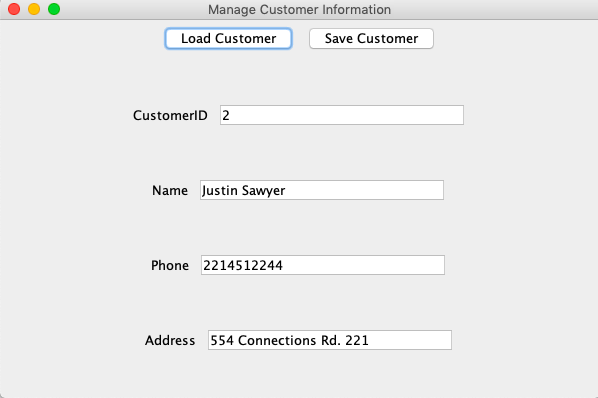 Manage Customer Information
Load Customer Save Customer
CustomerID 2
Name Justin Sawyer
Phone 2214512244
Address 554 Connections Rd. 221